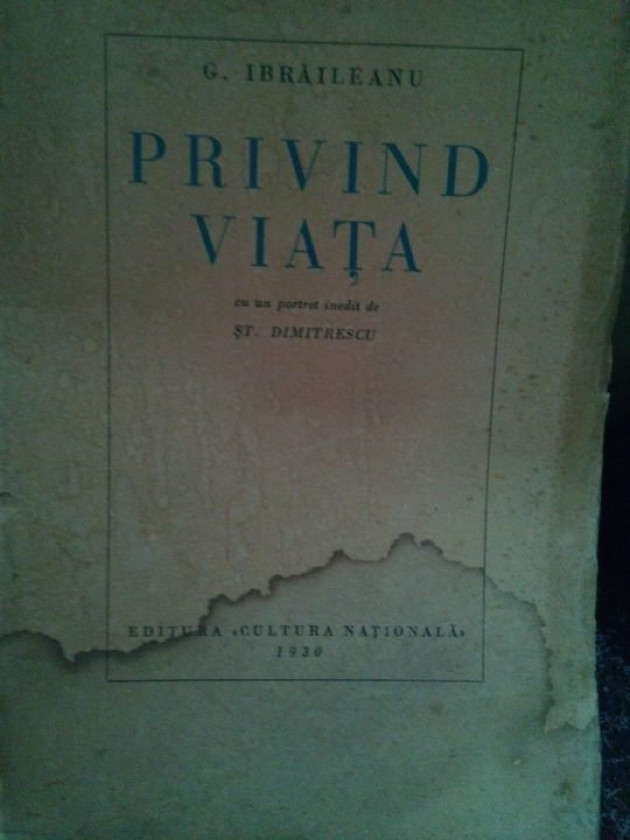 G. IBRĂILEANU
PRIVIND
VIAȚA
cu un portret inedit de
ȘT. DIMITRESCU
EDITURA «CULTURA NAȚIONALĂ»
1930